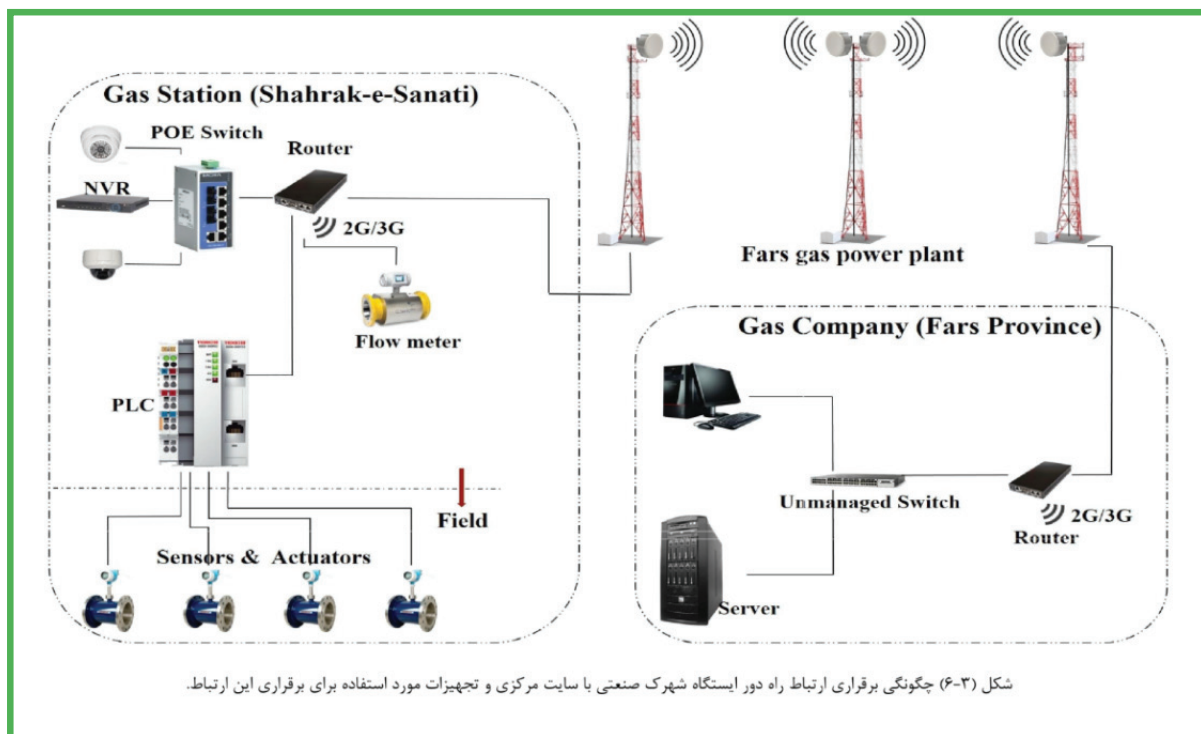 Gas Station (Shahrak-e-Sanati)
POE Switch
Router
NVR
2G/3G
Flow meter
PLC
Field
Sensors & Actuators
Fars gas power plant
Gas Company (Fars Province)
Unmanaged Switch
2G/3G
Router
Server
شکل (۳-۶) چگونگی برقراری ارتباط راه دور ایستگاه شهرک صنعتی با سایت مرکزی و تجهیزات مورد استفاده برای برقراری این ارتباط.